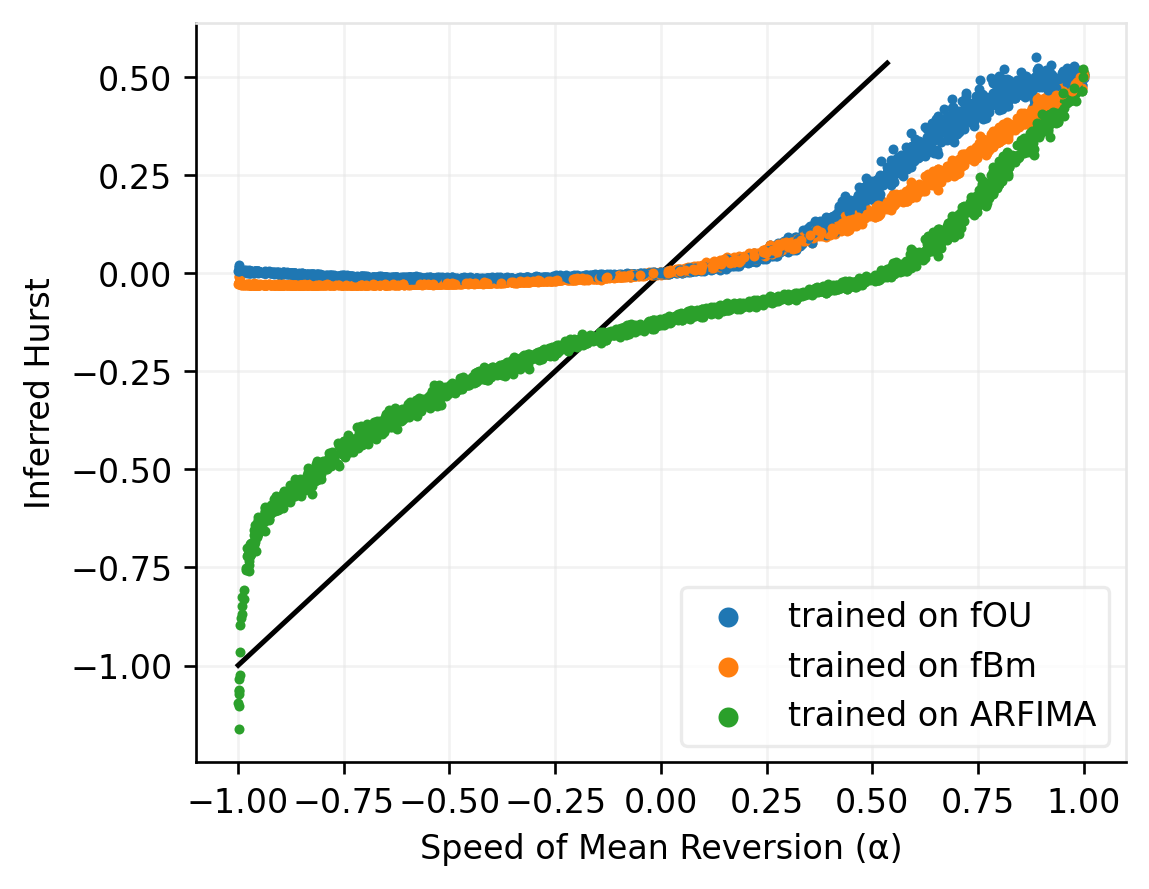 0.50
0.25
0.00
−0.25
−0.50
−0.75
−1.00
Inferred Hurst
trained on fOU
trained on fBm
trained on ARFIMA
−1.00 −0.75 −0.50 −0.25 0.00 0.25 0.50 0.75 1.00
Speed of Mean Reversion (α)